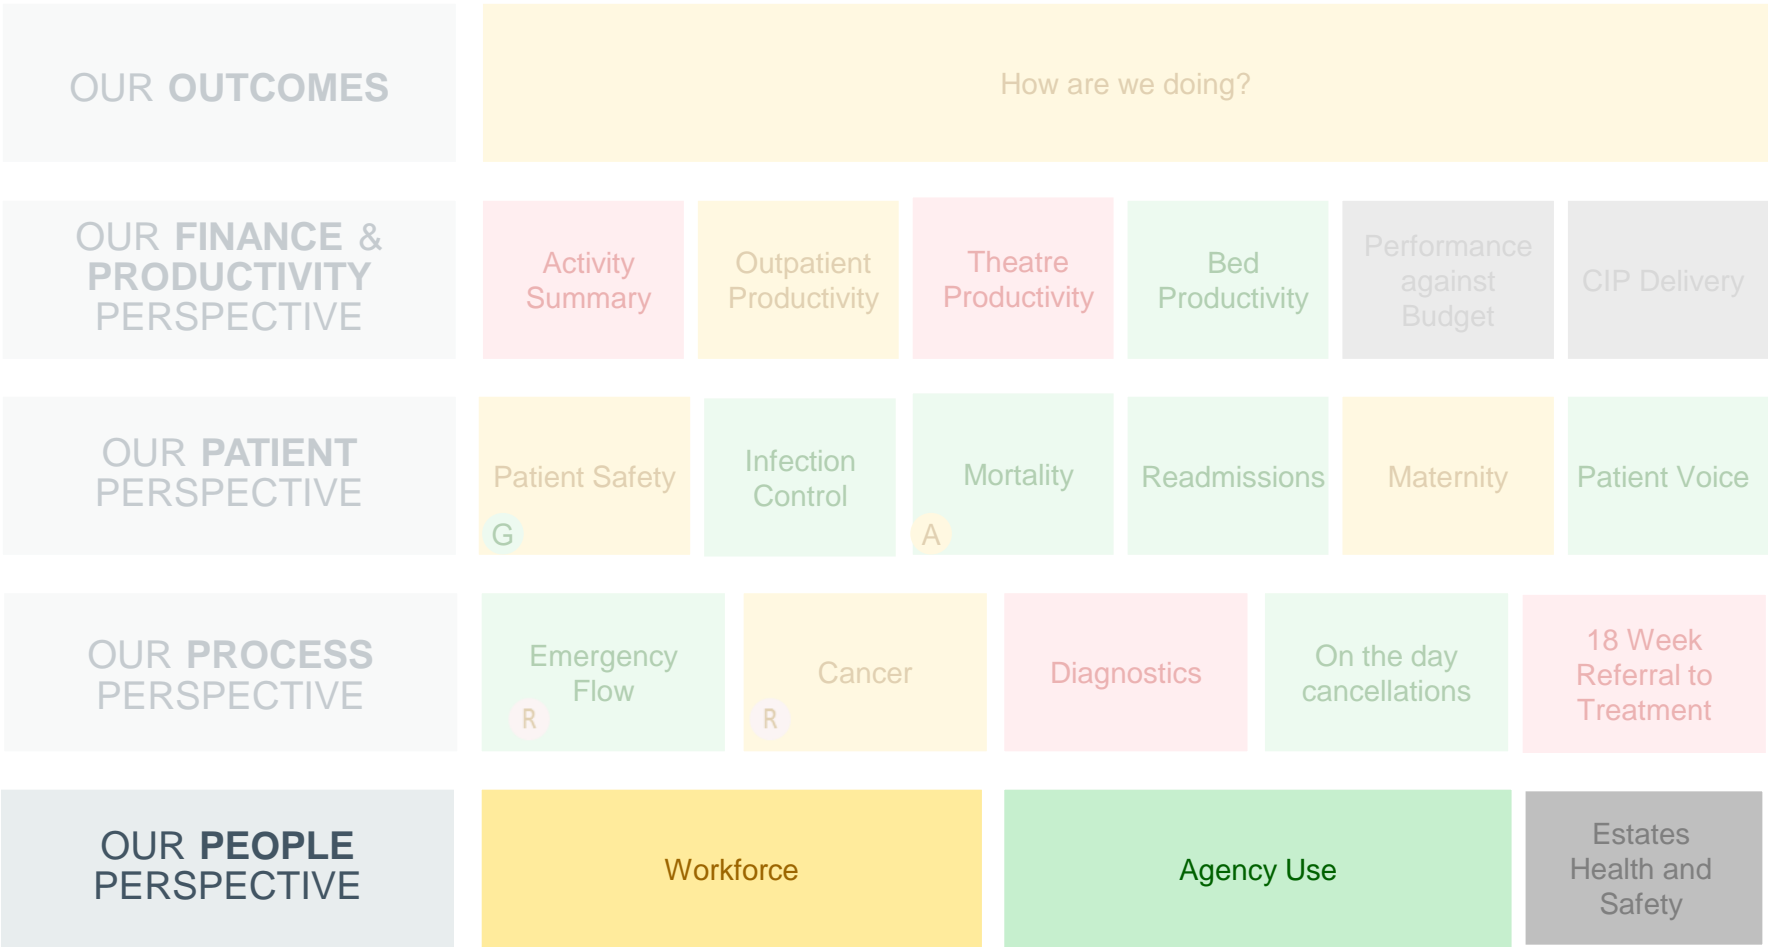 OUR OUTCOMES
How are we doing?
OUR FINANCE &
PRODUCTIVITY
PERSPECTIVE
Activity
Summary
Outpatient
Productivity
Theatre
Productivity
Bed
Productivity
Performance
against
Budget
CIP Delivery
OUR PATIENT
PERSPECTIVE
Patient Safety
G
Infection
Control
Mortality
A
Readmissions
Maternity
Patient Voice
OUR PROCESS
PERSPECTIVE
Emergency
Flow
R
Cancer
R
Diagnostics
On the day
cancellations
18 Week
Referral to
Treatment
OUR PEOPLE
PERSPECTIVE
Workforce
Agency Use
Estates
Health and
Safety